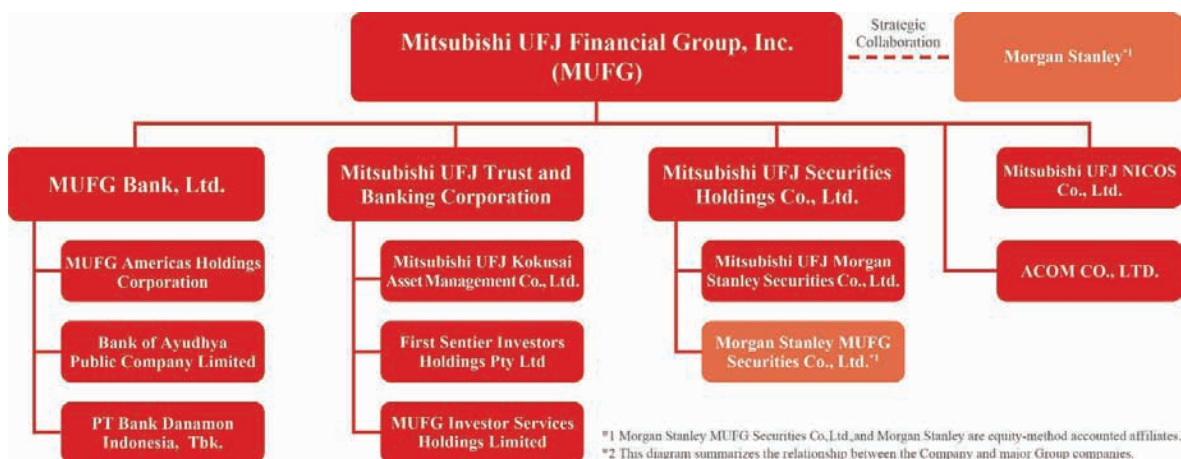 Mitsubishi UFJ Financial Group, Inc.
(MUFG)
Strategic
Collaboration
Morgan Stanley*1
MUFG Bank, Ltd.
Mitsubishi UFJ Trust and
Banking Corporation
Mitsubishi UFJ Securities
Holdings Co., Ltd.
Mitsubishi UFJ NICOS
Co., Ltd.
MUFG Americas Holdings
Corporation
Mitsubishi UFJ Kokusai
Asset Management Co., Ltd.
Mitsubishi UFJ Morgan
Stanley Securities Co., Ltd.
ACOM CO., LTD.
Bank of Ayudhya
Public Company Limited
First Sentier Investors
Holdings Pty Ltd
Morgan Stanley MUFG
Securities Co., Ltd.*1
PT Bank Danamon
Indonesia, Tbk.
MUFG Investor Services
Holdings Limited
*1 Morgan Stanley MUFG Securities Co,Ltd.,and Morgan Stanley are equity-method accounted affiliates.
*2 This diagram summarizes the relationship between the Company and major Group companies.